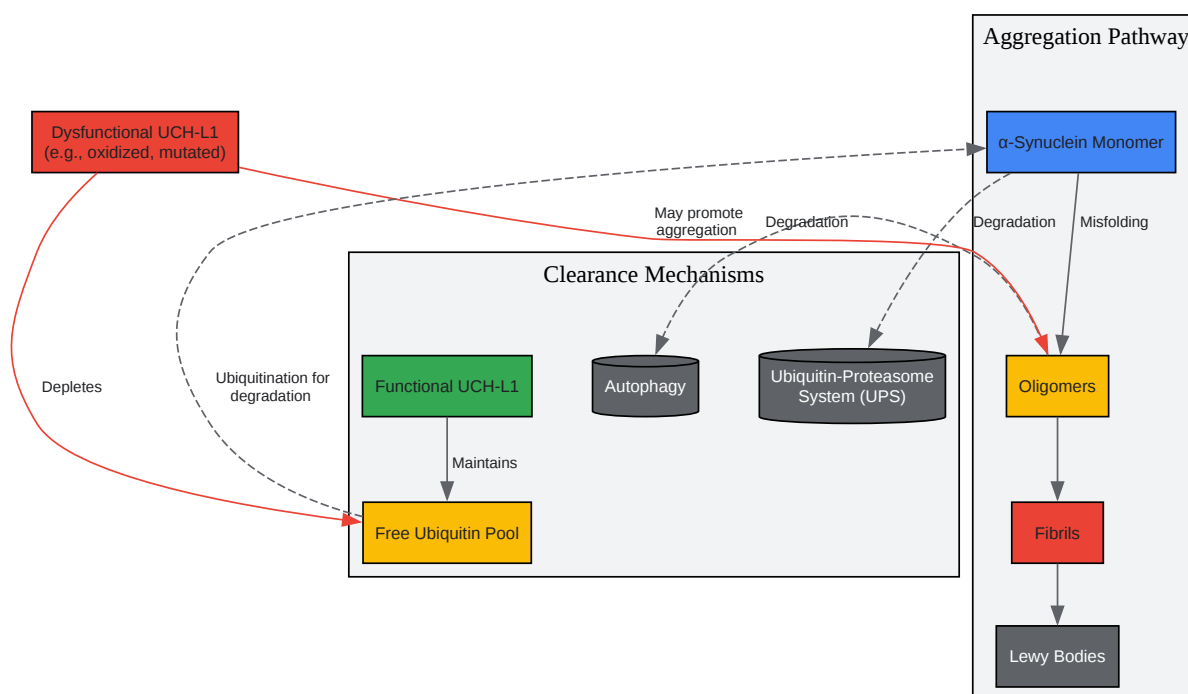 Aggregation Pathway
Dysfunctional UCH-L1
(e.g., oxidized, mutated)
α-Synuclein Monomer
May promote
aggregation
Degradation
Degradation
Misfolding
Clearance Mechanisms
Depletes
Ubiquitination for
degradation
Functional UCH-L1
Autophagy
Ubiquitin-Proteasome
System (UPS)
Oligomers
Maintains
Free Ubiquitin Pool
Fibrils
Lewy Bodies